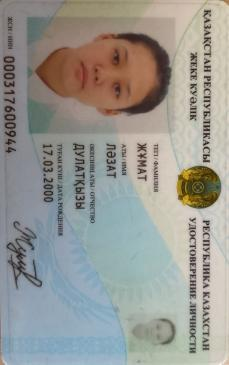 ҚАЗАҚСТАН РЕСПУБЛИКАСЫ
ЖЕКЕ КУӘЛІК
РЕСПУБЛИКА КАЗАХСТАН
УДОСТОВЕРЕНИЕ ЛИЧНОСТИ
ТЕГІ / ФАМИЛИЯ
ЖҰМАТ
АТЫ / ИМЯ
ЛӘЗАТ
ӘКЕСІНІҢ АТЫ / ОТЧЕСТВО
ДУЛАТҚЫЗЫ
ТУҒАН КҮНІ / ДАТА РОЖДЕНИЯ
17.03.2000
ЖСН / ИИН
000317600944